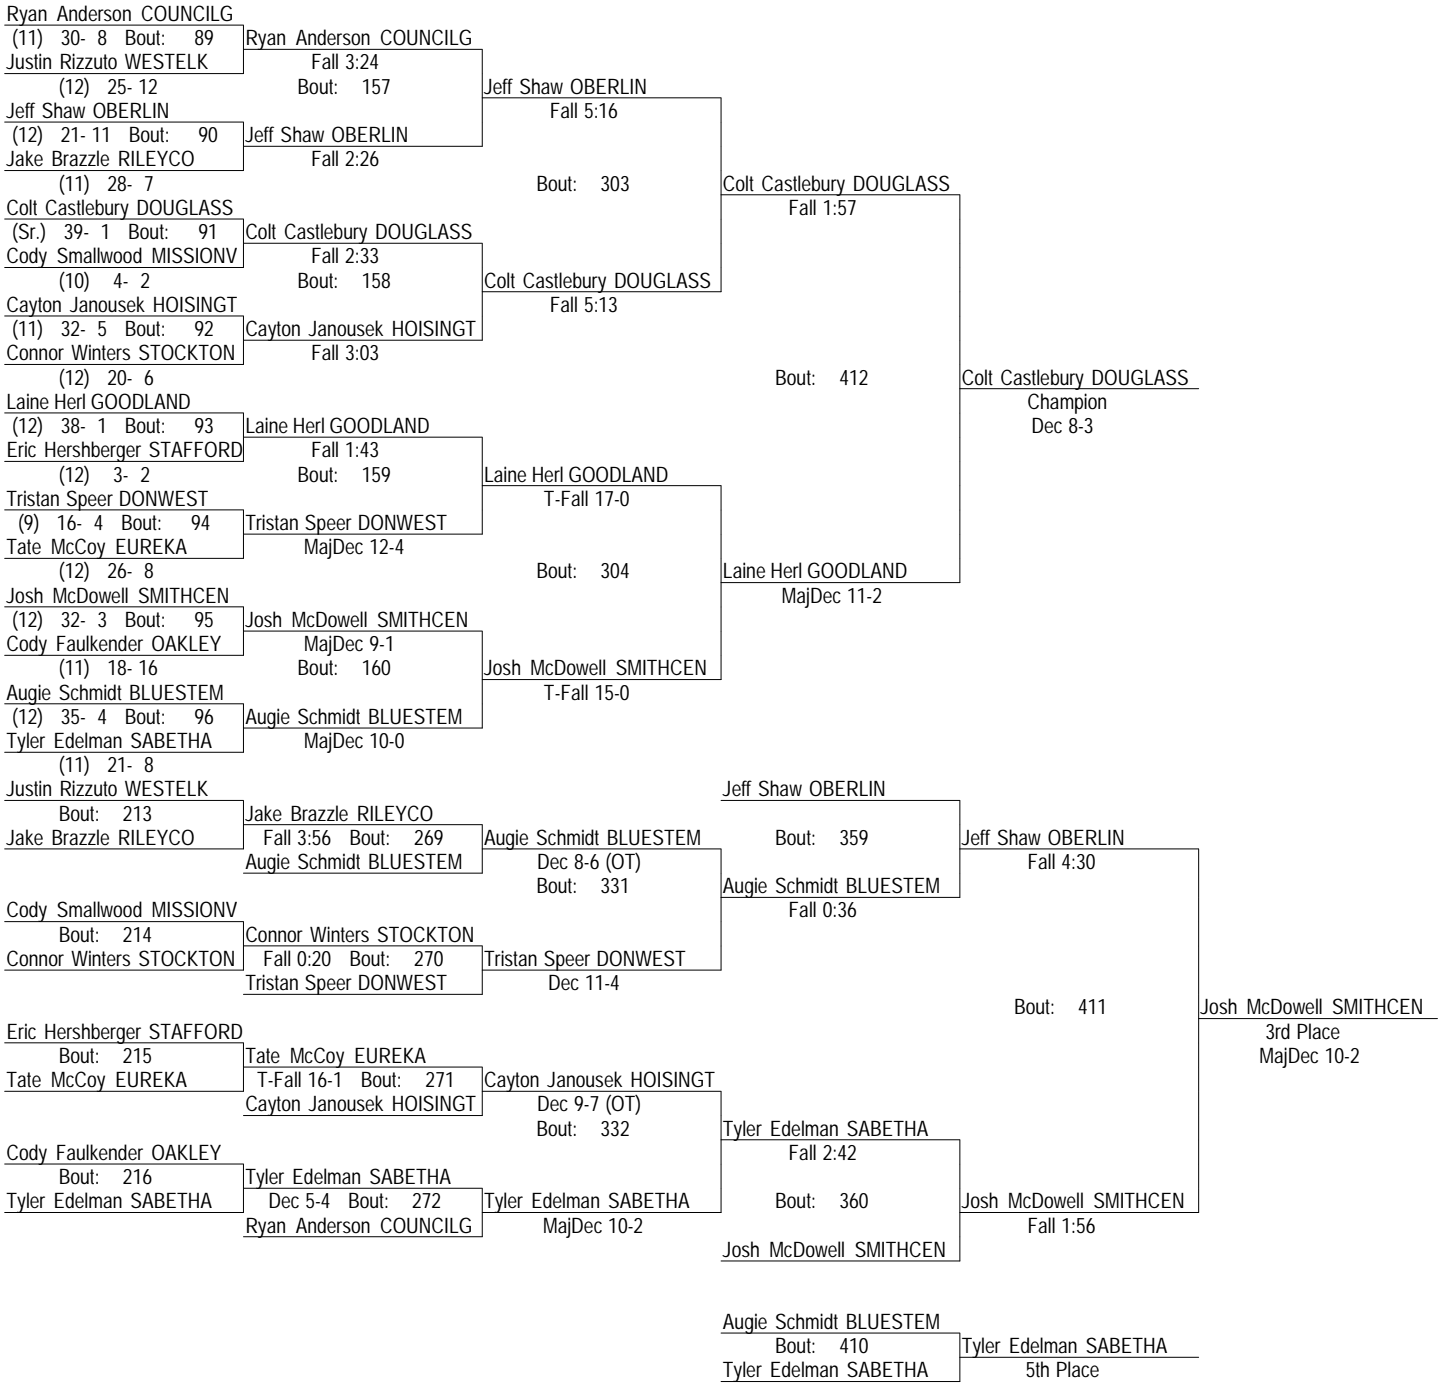 Ryan Anderson COUNCILG
(11) 30- 8 Bout: 89 Ryan Anderson COUNCILG
Justin Rizzuto WESTELK Fall 3:24
(12) 25- 12 Bout: 157 Jeff Shaw OBERLIN
Jeff Shaw OBERLIN Fall 5:16
(12) 21- 11 Bout: 90 Jeff Shaw OBERLIN
Jake Brazzle RILEYCO Fall 2:26
(11) 28- 7 Bout: 303 Colt Castlebury DOUGLASS
Colt Castlebury DOUGLASS Fall 1:57
(Sr.) 39- 1 Bout: 91 Colt Castlebury DOUGLASS
Cody Smallwood MISSIONV Fall 2:33
(10) 4- 2 Bout: 158 Colt Castlebury DOUGLASS
Cayton Janousek HOISINGT Fall 5:13
(11) 32- 5 Bout: 92 Cayton Janousek HOISINGT
Connor Winters STOCKTON Fall 3:03
(12) 20- 6 Bout: 412 Colt Castlebury DOUGLASS
Laine Herl GOODLAND Champion
(12) 38- 1 Bout: 93 Laine Herl GOODLAND Dec 8-3
Eric Hershberger STAFFORD Fall 1:43
(12) 3- 2 Bout: 159 Laine Herl GOODLAND
Tristan Speer DONWEST T-Fall 17-0
(9) 16- 4 Bout: 94 Tristan Speer DONWEST
Tate McCoy EUREKA MajDec 12-4
(12) 26- 8 Bout: 304 Laine Herl GOODLAND
Josh McDowell SMITHCEN MajDec 11-2
(12) 32- 3 Bout: 95 Josh McDowell SMITHCEN
Cody Faulkender OAKLEY MajDec 9-1
(11) 18- 16 Bout: 160 Josh McDowell SMITHCEN
Augie Schmidt BLUESTEM T-Fall 15-0
(12) 35- 4 Bout: 96 Augie Schmidt BLUESTEM
Tyler Edelman SABETHA MajDec 10-0
(11) 21- 8
Justin Rizzuto WESTELK Jeff Shaw OBERLIN
Bout: 213 Jake Brazzle RILEYCO
Jake Brazzle RILEYCO Fall 3:56 Bout: 269 Augie Schmidt BLUESTEM Bout: 359 Jeff Shaw OBERLIN
Augie Schmidt BLUESTEM Dec 8-6 (OT) Fall 4:30
Bout: 331 Augie Schmidt BLUESTEM
Cody Smallwood MISSIONV Fall 0:36
Bout: 214 Connor Winters STOCKTON
Connor Winters STOCKTON Fall 0:20 Bout: 270 Tristan Speer DONWEST
Tristan Speer DONWEST Dec 11-4
Bout: 411 Josh McDowell SMITHCEN
Eric Hershberger STAFFORD 3rd Place
Bout: 215 Tate McCoy EUREKA MajDec 10-2
Tate McCoy EUREKA T-Fall 16-1 Bout: 271 Cayton Janousek HOISINGT
Cayton Janousek HOISINGT Dec 9-7 (OT)
Bout: 332 Tyler Edelman SABETHA
Cody Faulkender OAKLEY Fall 2:42
Bout: 216 Tyler Edelman SABETHA
Tyler Edelman SABETHA Dec 5-4 Bout: 272 Tyler Edelman SABETHA Bout: 360 Josh McDowell SMITHCEN
Ryan Anderson COUNCILG MajDec 10-2 Fall 1:56
Josh McDowell SMITHCEN
Augie Schmidt BLUESTEM
Bout: 410 Tyler Edelman SABETHA
Tyler Edelman SABETHA 5th Place